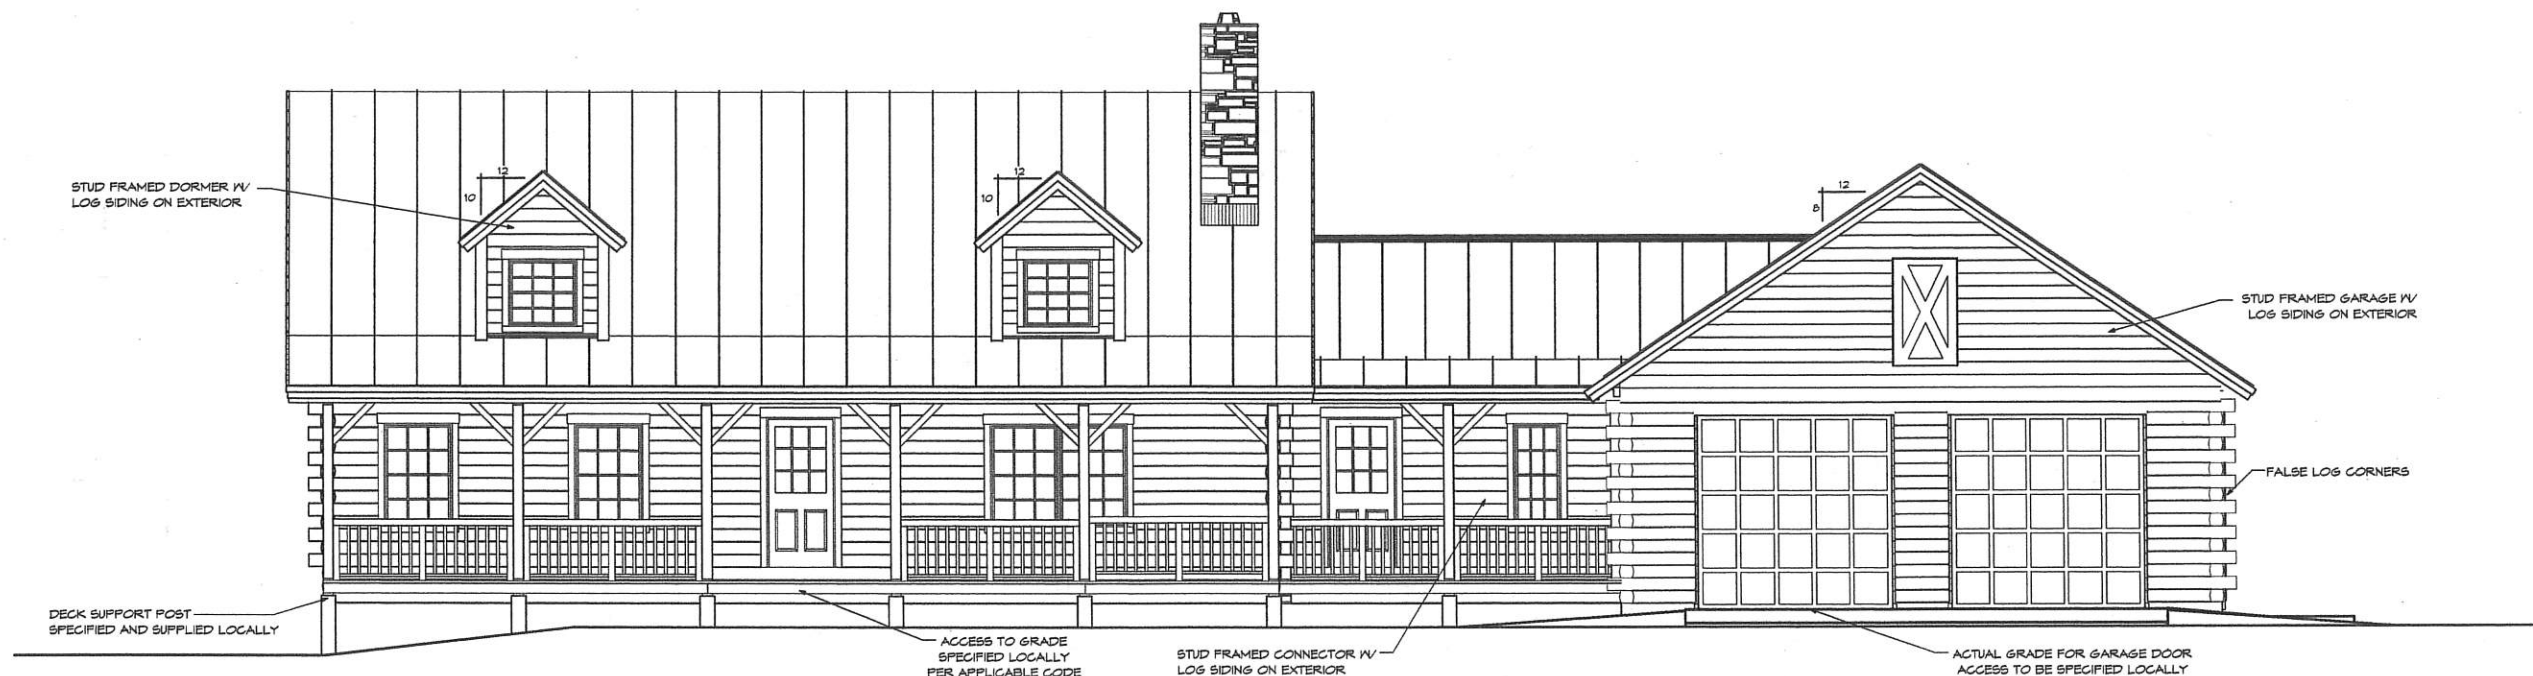 STUD FRAMED DORMER W/
LOG SIDING ON EXTERIOR
12
10
12
10
12
8
STUD FRAMED GARAGE W/
LOG SIDING ON EXTERIOR
FALSE LOG CORNERS
DECK SUPPORT POST
SPECIFIED AND SUPPLIED LOCALLY
ACCESS TO GRADE
SPECIFIED LOCALLY
PER APPLICABLE CODE
STUD FRAMED CONNECTOR W/
LOG SIDING ON EXTERIOR
ACTUAL GRADE FOR GARAGE DOOR
ACCESS TO BE SPECIFIED LOCALLY